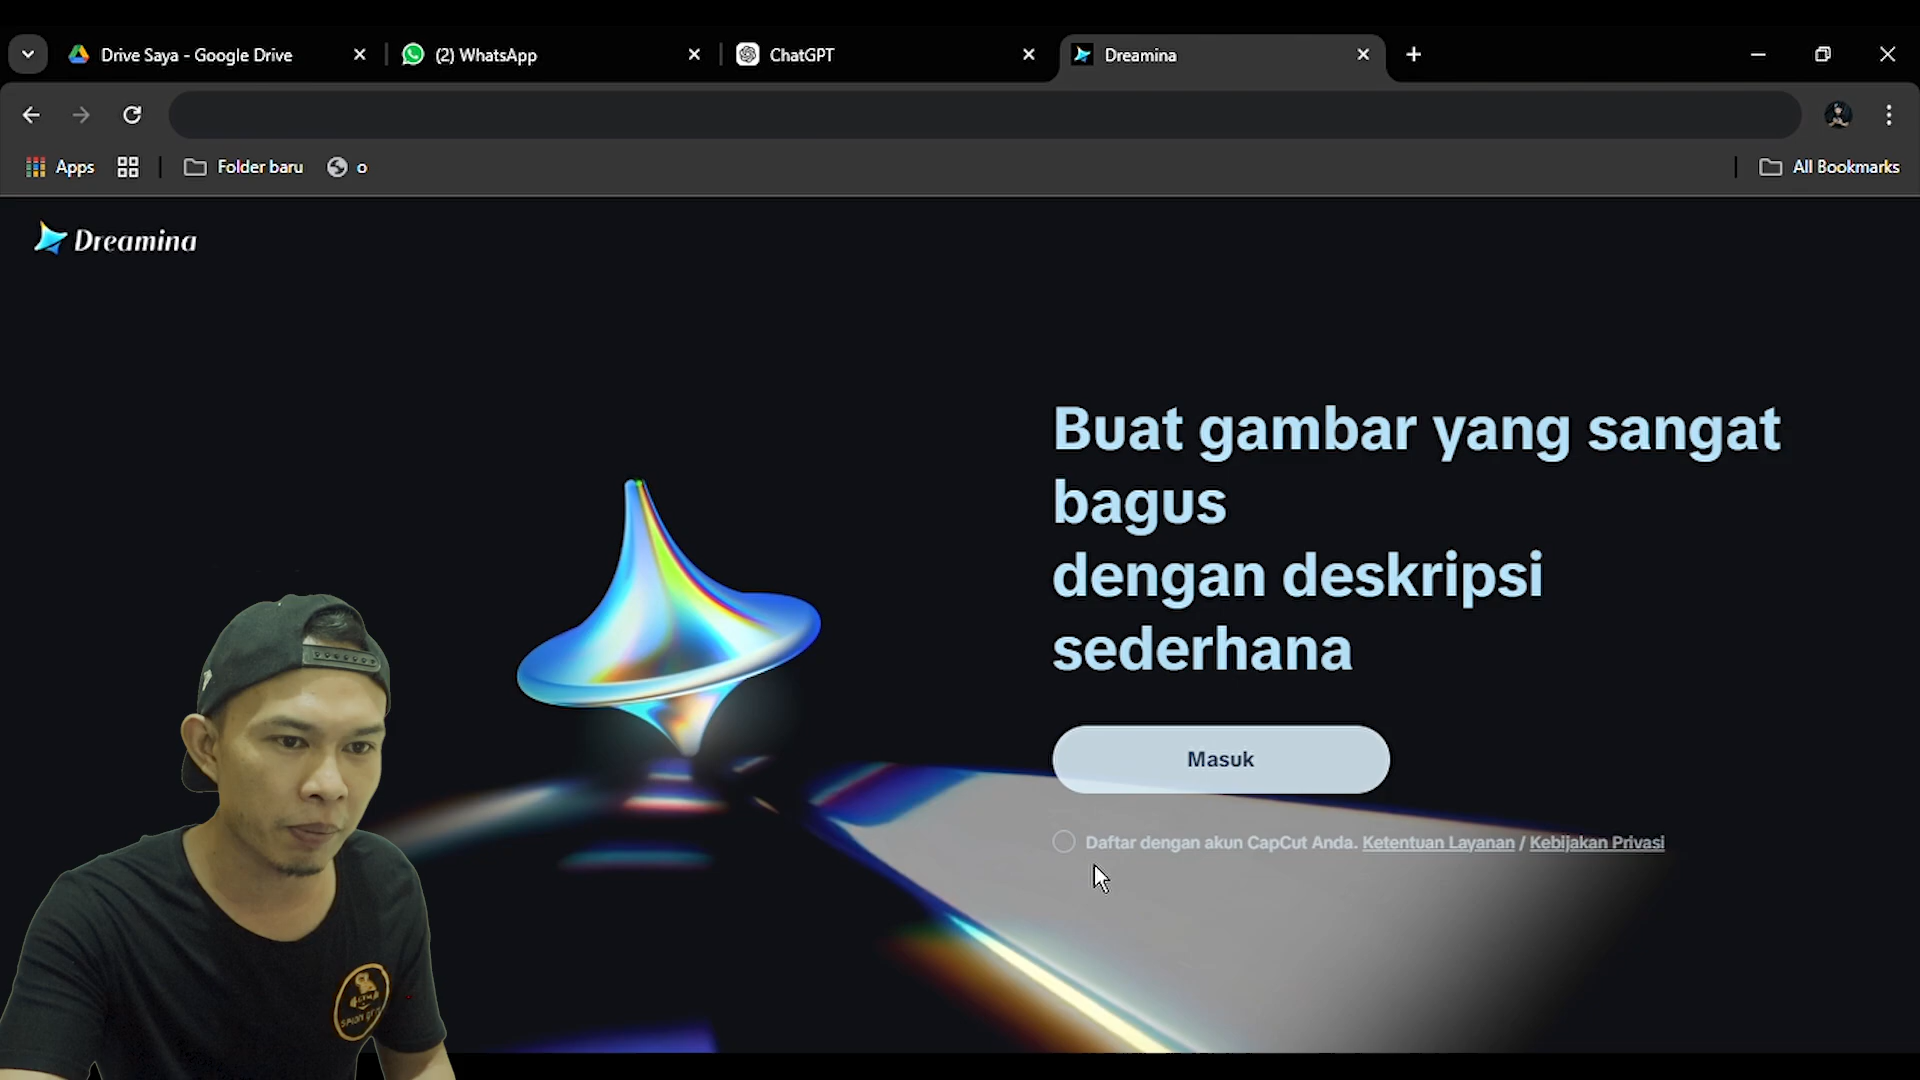 Drive Saya - Google Drive
(2) WhatsApp
ChatGPT
Dreamina
Apps
Folder baru
o
All Bookmarks
Dreamina
Buat gambar yang sangat
bagus
dengan deskripsi
sederhana
Masuk
Daftar dengan akun CapCut Anda. Ketentuan Layanan / Kebijakan Privasi